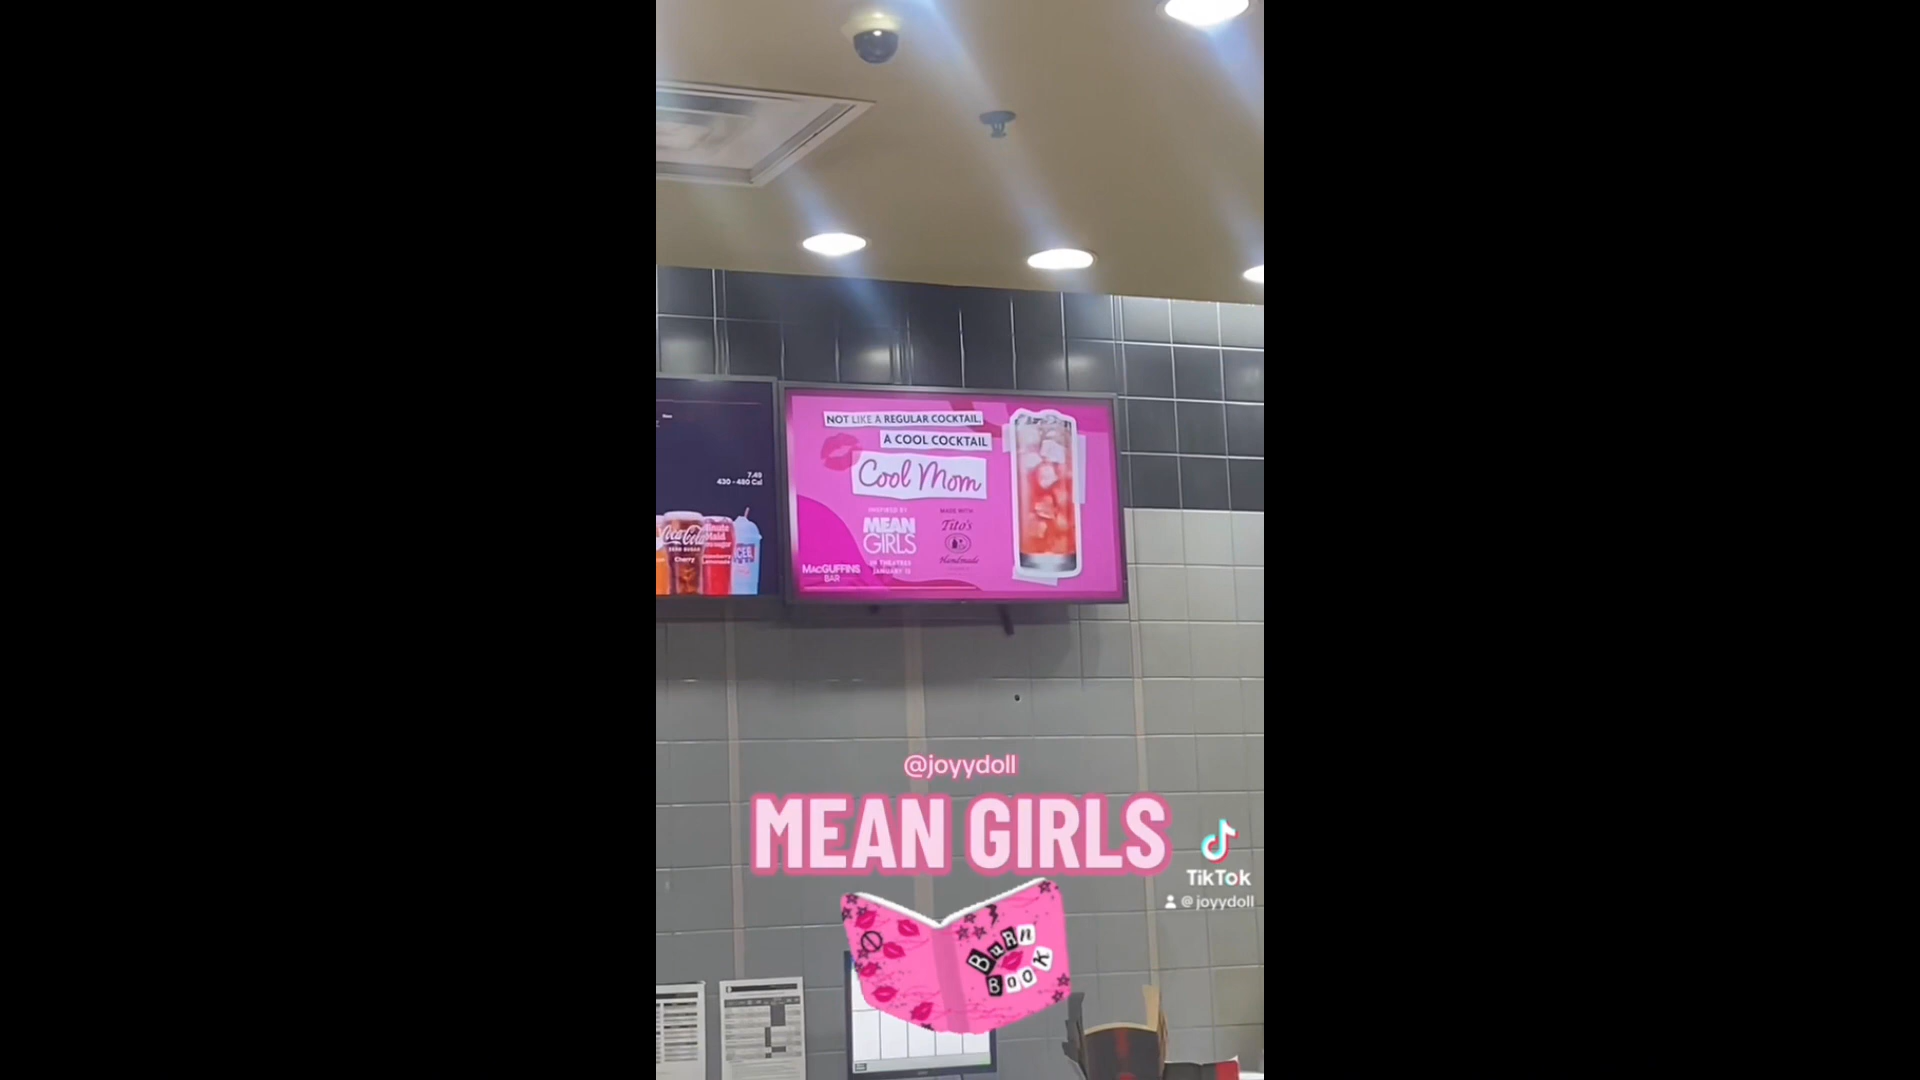 NOT LIKE A REGULAR COCKTAIL,
A COOL COCKTAIL
Cool Mom
INSPIRED BY
MEAN
GIRLS
IN THEATRES
JANUARY 12
MADE WITH
Tito's
Handmade
MACGUFFINS
BAR
7.49
430 - 480 Cal
Coca-Cola
ZERO SUGAR
Cherry
Minute
Maid
Lemonade
ICEE
@joyydoll
MEAN GIRLS
BURN
BOOK
TikTok
@joyydoll